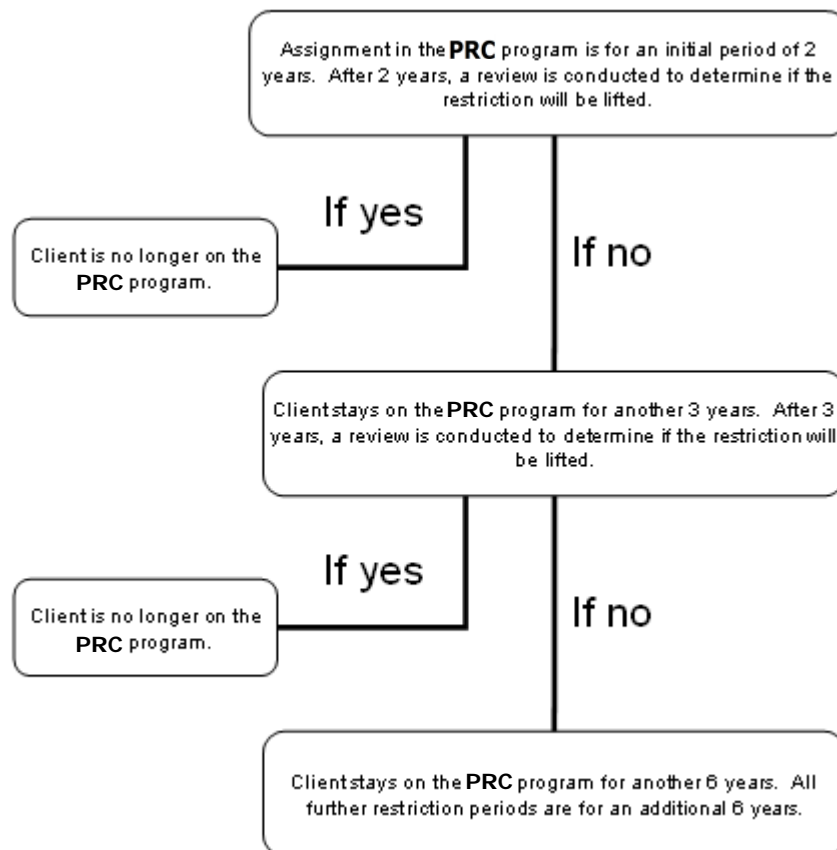 Assignment in the PRC program is for an initial period of 2
years. After 2 years, a review is conducted to determine if the
restriction will be lifted.
If yes
If no
Client is no longer on the
PRC program.
Client stays on the PRC program for another 3 years. After 3
years, a review is conducted to determine if the restriction will
be lifted.
If yes
If no
Client is no longer on the
PRC program.
Client stays on the PRC program for another 6 years. All
further restriction periods are for an additional 6 years.